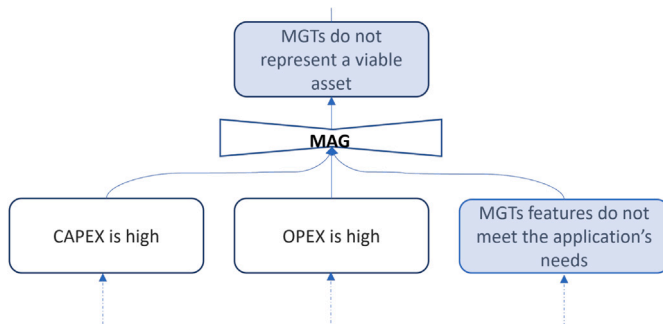 MGTs do not
represent a viable
asset
MAG
CAPEX is high
OPEX is high
MGTs features do not
meet the application's
needs